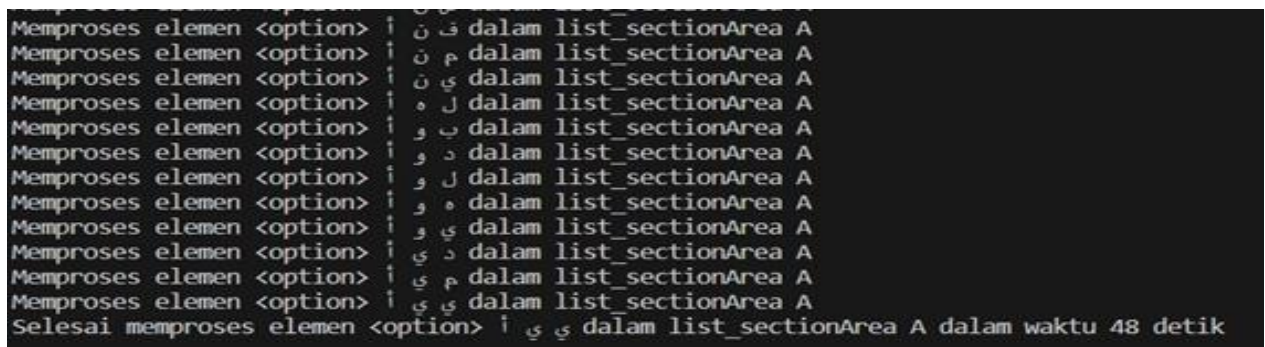 Memproses elemen <option> أ ن ف dalam list_sectionArea A
Memproses elemen <option> أ ن م dalam list_sectionArea A
Memproses elemen <option> أ ن ي dalam list_sectionArea A
Memproses elemen <option> أ ه ل dalam list_sectionArea A
Memproses elemen <option> أ و ب dalam list_sectionArea A
Memproses elemen <option> أ و د dalam list_sectionArea A
Memproses elemen <option> أ و ل dalam list_sectionArea A
Memproses elemen <option> أ و ه dalam list_sectionArea A
Memproses elemen <option> أ و ي dalam list_sectionArea A
Memproses elemen <option> أ ي د dalam list_sectionArea A
Memproses elemen <option> أ ي م dalam list_sectionArea A
Memproses elemen <option> أ ي ي dalam list_sectionArea A
Selesai memproses elemen <option> أ ي ي dalam list_sectionArea A dalam waktu 48 detik